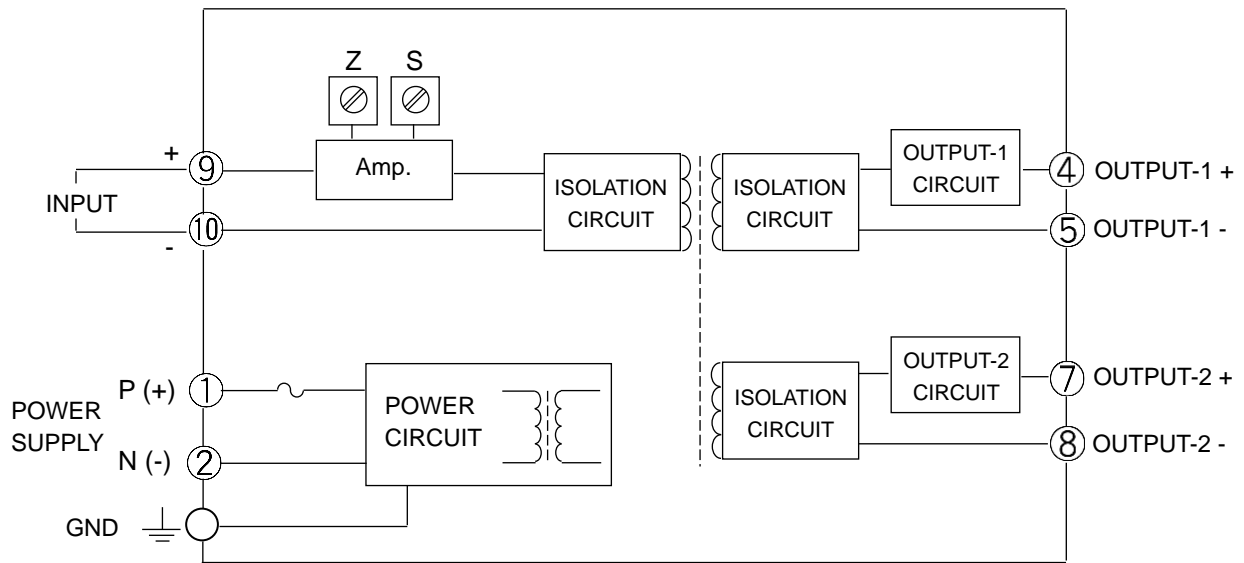 Z S
+ 9 Amp. ISOLATION CIRCUIT ISOLATION CIRCUIT OUTPUT-1 CIRCUIT 4 OUTPUT-1 +
INPUT
- 10 5 OUTPUT-1 -
P (+) 1 POWER CIRCUIT ISOLATION CIRCUIT OUTPUT-2 CIRCUIT 7 OUTPUT-2 +
POWER
SUPPLY
N (-) 2 8 OUTPUT-2 -
GND